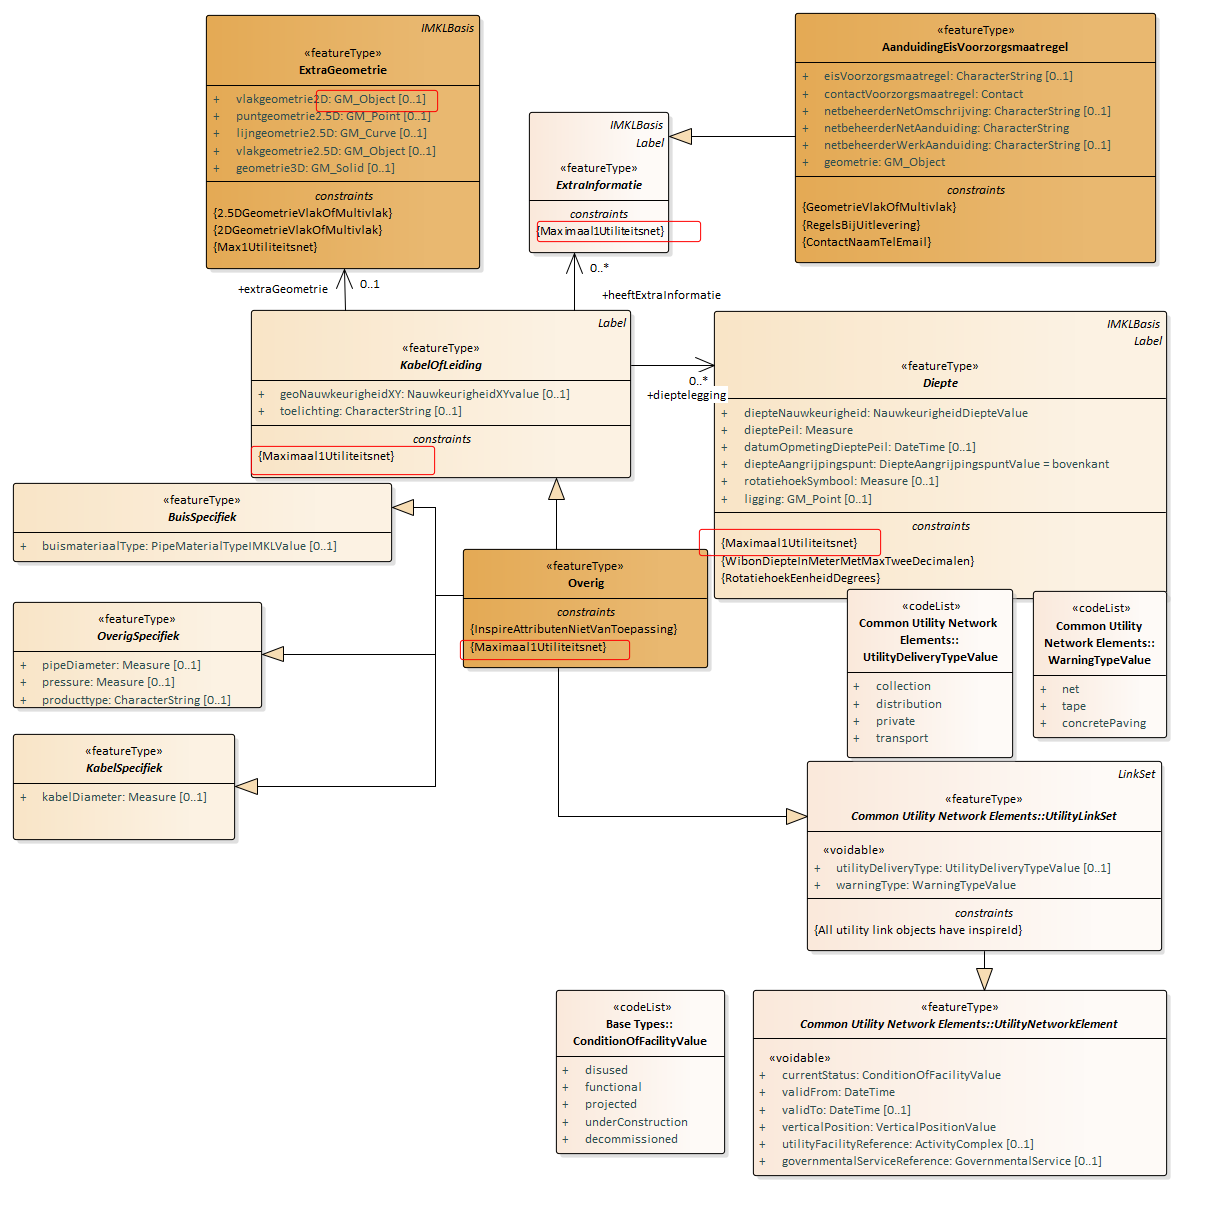 IMKLBasis
«featureType»
ExtraGeometrie
+ vlakgeometrie2D: GM_Object [0..1]
+ puntgeometrie2.5D: GM_Point [0..1]
+ lijngeometrie2.5D: GM_Curve [0..1]
+ vlakgeometrie2.5D: GM_Object [0..1]
+ geometrie3D: GM_Solid [0..1]
constraints
{2.5DGeometrieVlakOfMultivlak}
{2DGeometrieVlakOfMultivlak}
{Max1Utiliteitsnet}
IMKLBasis
Label
«featureType»
ExtraInformatie
constraints
{Maximaal1Utiliteitsnet}
«featureType»
AanduidingEisVoorzorgsmaatregel
+ eisVoorzorgsmaatregel: CharacterString [0..1]
+ contactVoorzorgsmaatregel: Contact
+ netbeheerderNetOmschrijving: CharacterString [0..1]
+ netbeheerderNetAanduiding: CharacterString
+ netbeheerderWerkAanduiding: CharacterString [0..1]
+ geometrie: GM_Object
constraints
{GeometrieVlakOfMultivlak}
{RegelsBijUitlevering}
{ContactNaamTelEmail}
+extraGeometrie
0..1
0..*
+heeftExtraInformatie
Label
«featureType»
KabelOfLeiding
+ geoNauwkeurigheidXY: NauwkeurigheidXYvalue [0..1]
+ toelichting: CharacterString [0..1]
constraints
{Maximaal1Utiliteitsnet}
0..*
+dieptelegging
IMKLBasis
Label
«featureType»
Diepte
+ diepteNauwkeurigheid: NauwkeurigheidDiepteValue
+ dieptePeil: Measure
+ datumOpmetingDieptePeil: DateTime [0..1]
+ diepteAangrijpingspunt: DiepteAangrijpingspuntValue = bovenkant
+ rotatiehoekSymbool: Measure [0..1]
+ ligging: GM_Point [0..1]
constraints
{Maximaal1Utiliteitsnet}
{WibonDiepteInMeterMetMaxTweeDecimalen}
{RotatiehoekEenheidDegrees}
«featureType»
BuisSpecifiek
+ buismateriaalType: PipeMaterialTypeIMKLValue [0..1]
«featureType»
Overig
constraints
{InspireAttributenNietVanToepassing}
{Maximaal1Utiliteitsnet}
«featureType»
OverigSpecifiek
+ pipeDiameter: Measure [0..1]
+ pressure: Measure [0..1]
+ producttype: CharacterString [0..1]
«codeList»
Common Utility Network
Elements::
UtilityDeliveryTypeValue
+ collection
+ distribution
+ private
+ transport
«codeList»
Common Utility
Network Elements::
WarningTypeValue
+ net
+ tape
+ concretePaving
«featureType»
KabelSpecifiek
+ kabelDiameter: Measure [0..1]
LinkSet
«featureType»
Common Utility Network Elements::UtilityLinkSet
«voidable»
+ utilityDeliveryType: UtilityDeliveryTypeValue [0..1]
+ warningType: WarningTypeValue
constraints
{All utility link objects have inspireId}
«codeList»
Base Types::
ConditionOfFacilityValue
+ disused
+ functional
+ projected
+ underConstruction
+ decommissioned
«featureType»
Common Utility Network Elements::UtilityNetworkElement
«voidable»
+ currentStatus: ConditionOfFacilityValue
+ validFrom: DateTime
+ validTo: DateTime [0..1]
+ verticalPosition: VerticalPositionValue
+ utilityFacilityReference: ActivityComplex [0..1]
+ governmentalServiceReference: GovernmentalService [0..1]